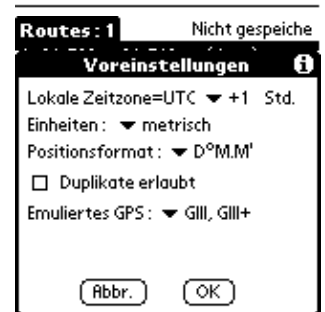 Routes: 1 Nicht gespeiche
Voreinstellungen i
Lokale Zeitzone=UTC ▼ +1 Std.
Einheiten: ▼ metrisch
Positionsformat: ▼ D°M.M'
Duplikate erlaubt
Emuliertes GPS: ▼ GIII, GIII+
Abbr. OK